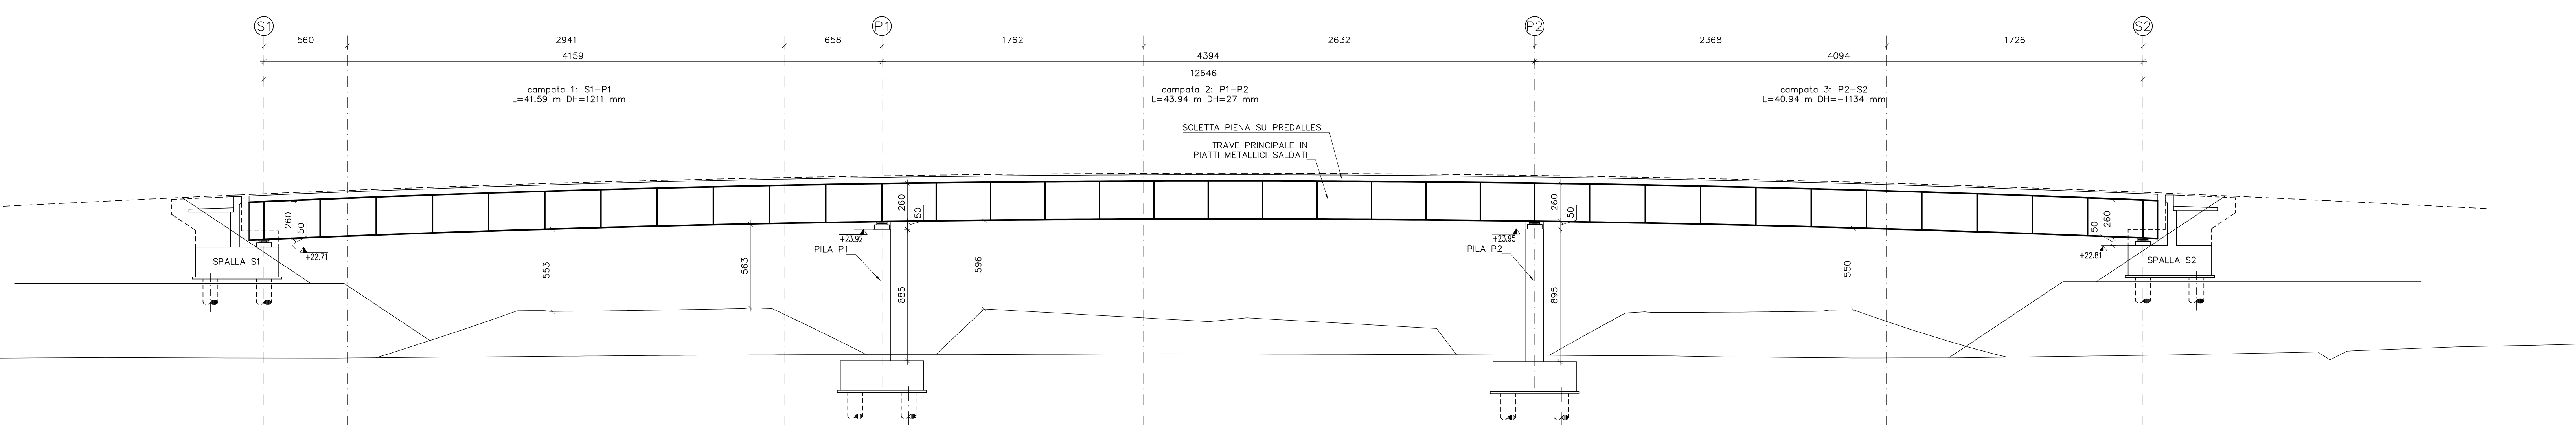 S1
P1
P2
S2
560
2941
658
1762
2632
2368
1726
4159
4394
4094
12646
campata 1: S1-P1
L=41.59 m DH=1211 mm
campata 2: P1-P2
L=43.94 m DH=27 mm
campata 3: P2-S2
L=40.94 m DH=-1134 mm
SOLETTA PIENA SU PREDALLES
TRAVE PRINCIPALE IN
PIATTI METALLICI SALDATI
260
50
+22.71
SPALLA S1
553
563
+23.92
PILA P1
260
50
885
596
+23.95
PILA P2
260
50
895
550
50
260
+22.81
SPALLA S2